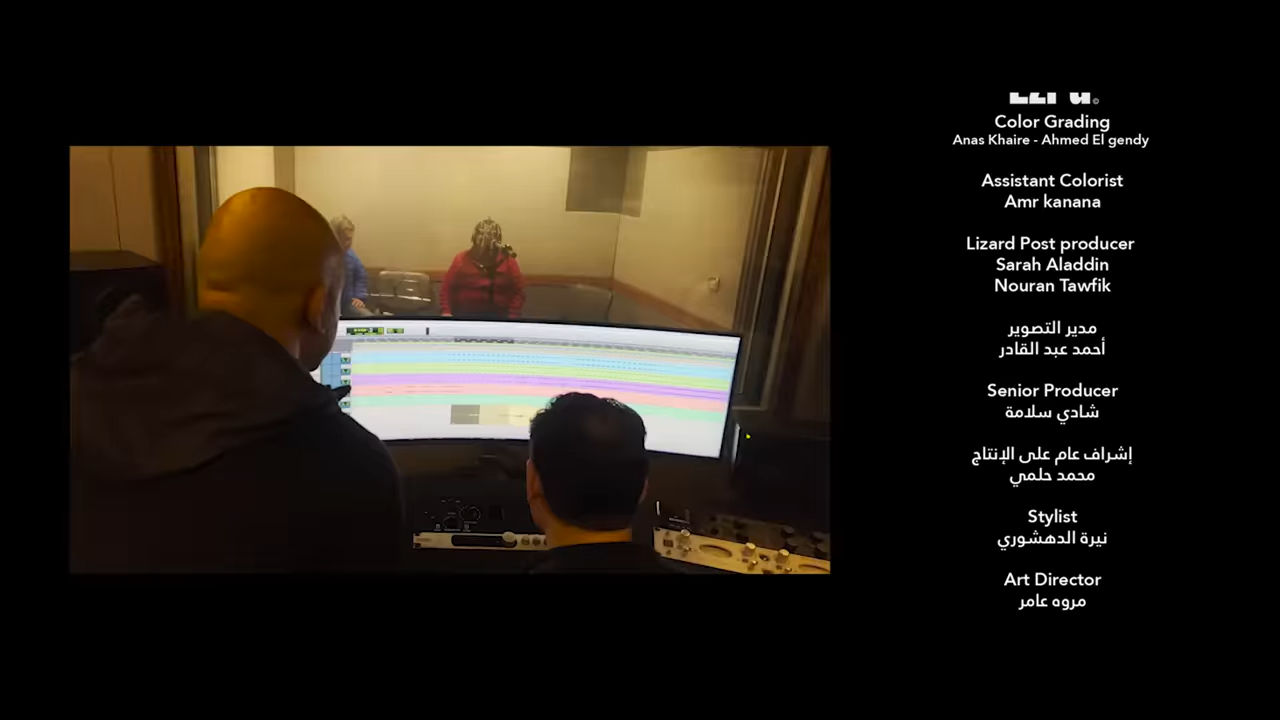 Color Grading
Anas Khaire - Ahmed El gendy
Assistant Colorist
Amr kanana
Lizard Post producer
Sarah Aladdin
Nouran Tawfik
مدير التصوير
أحمد عبد القادر
Senior Producer
شادي سلامة
إشراف عام على الإنتاج
محمد حلمي
Stylist
نيرة الدهشوري
Art Director
مروه عامر